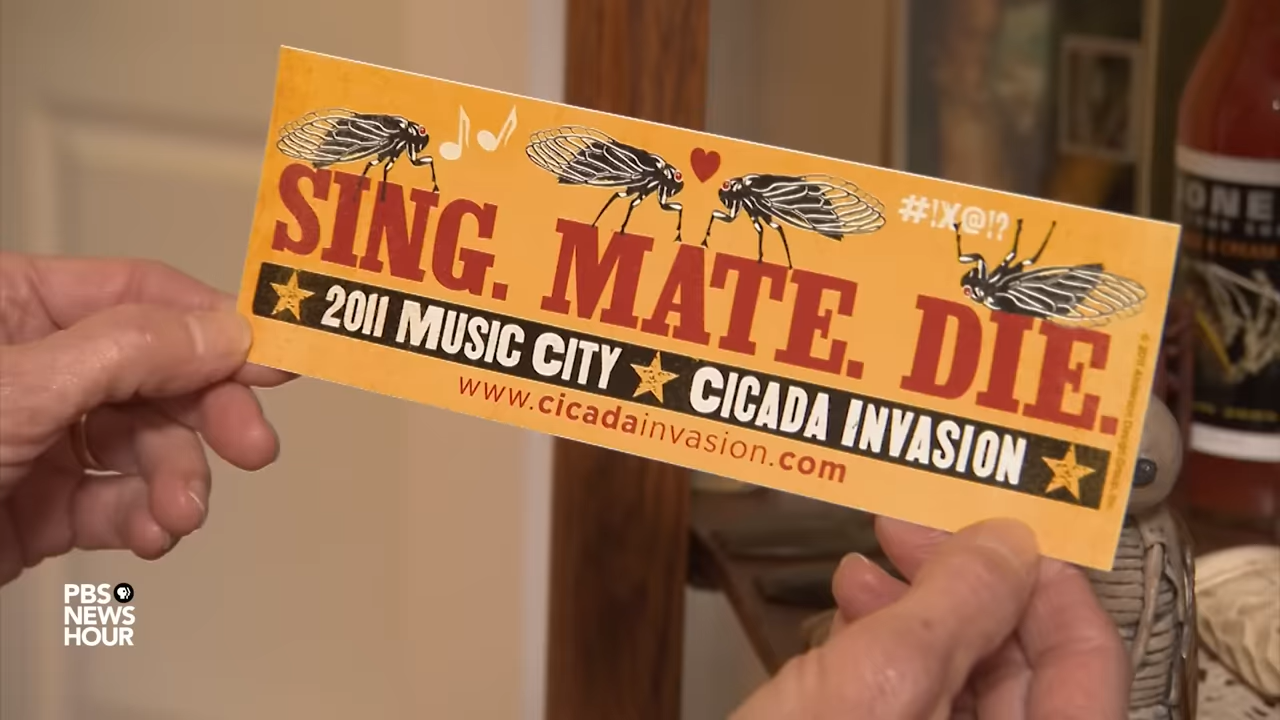 #!X@!?
SING. MATE. DIE.
2011 MUSIC CITY ★ CICADA INVASION
www.cicadainvasion.com
PBS
NEWS
HOUR